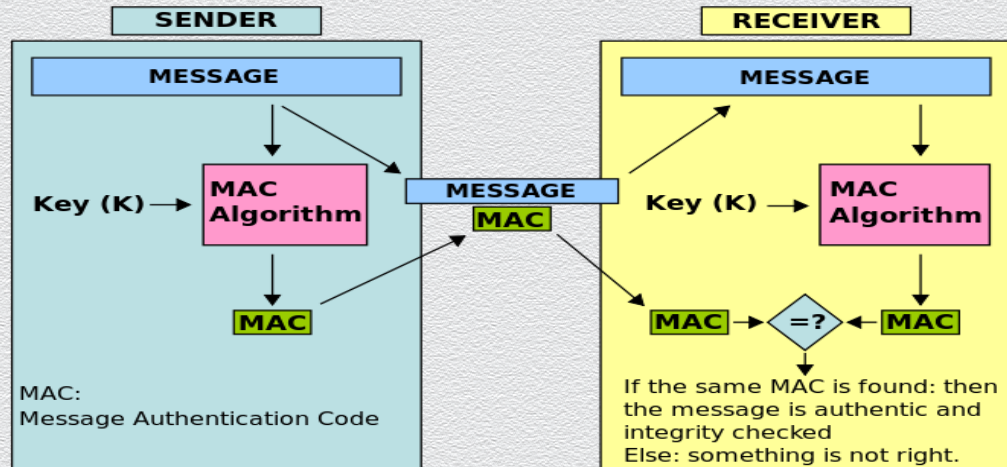 SENDER
MESSAGE
Key (K)
MAC
Algorithm
MAC
MAC:
Message Authentication Code
MESSAGE
MAC
RECEIVER
MESSAGE
Key (K)
MAC
Algorithm
MAC
=?
MAC
If the same MAC is found: then
the message is authentic and
integrity checked
Else: something is not right.